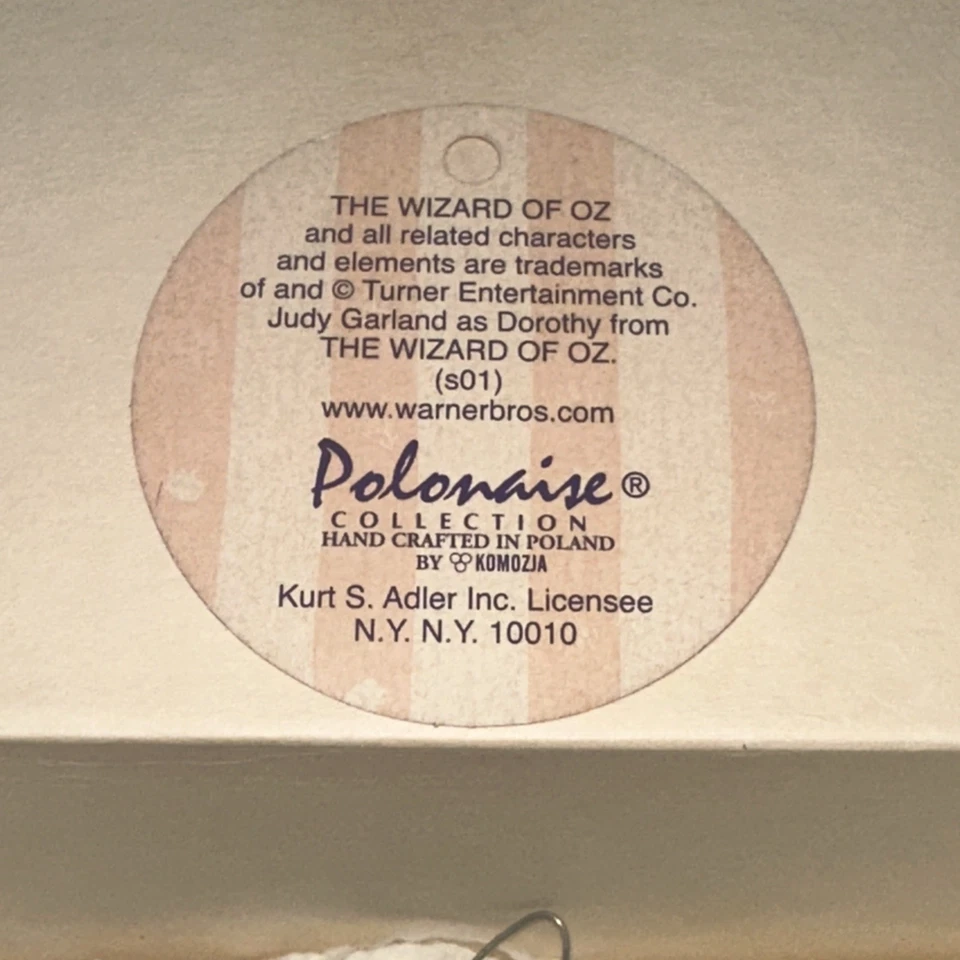 THE WIZARD OF OZ
and all related characters
and elements are trademarks
of and © Turner Entertainment Co.
Judy Garland as Dorothy from
THE WIZARD OF OZ.
(s01)
www.warnerbros.com
Polonaise ®
COLLECTION
HAND CRAFTED IN POLAND
BY KOMOZJA
Kurt S. Adler Inc. Licensee
N.Y. N.Y. 10010